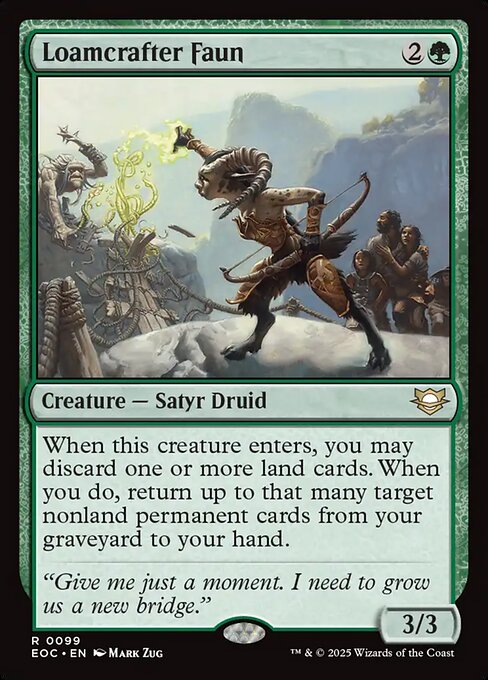 Loamcrafter Faun 2
Creature — Satyr Druid
When this creature enters, you may
discard one or more land cards. When
you do, return up to that many target
nonland permanent cards from your
graveyard to your hand.
“Give me just a moment. I need to grow
us a new bridge.”
3/3
R 0099
EOC • EN Mark Zug
™ & © 2025 Wizards of the Coast